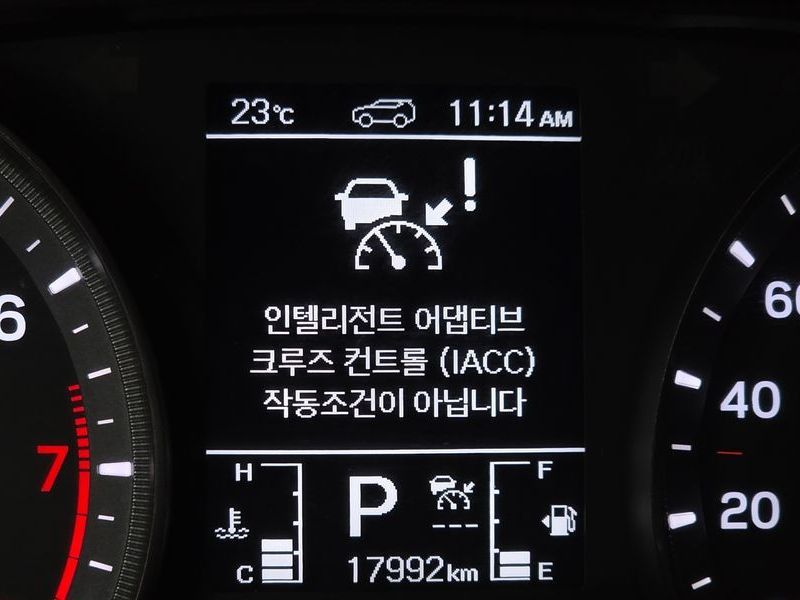 23°C 11:14 AM
인텔리전트 어댑티브
크루즈 컨트롤 (IACC)
작동조건이 아닙니다
6
7
60
40
20
H
C
P
---
F
E
17992km